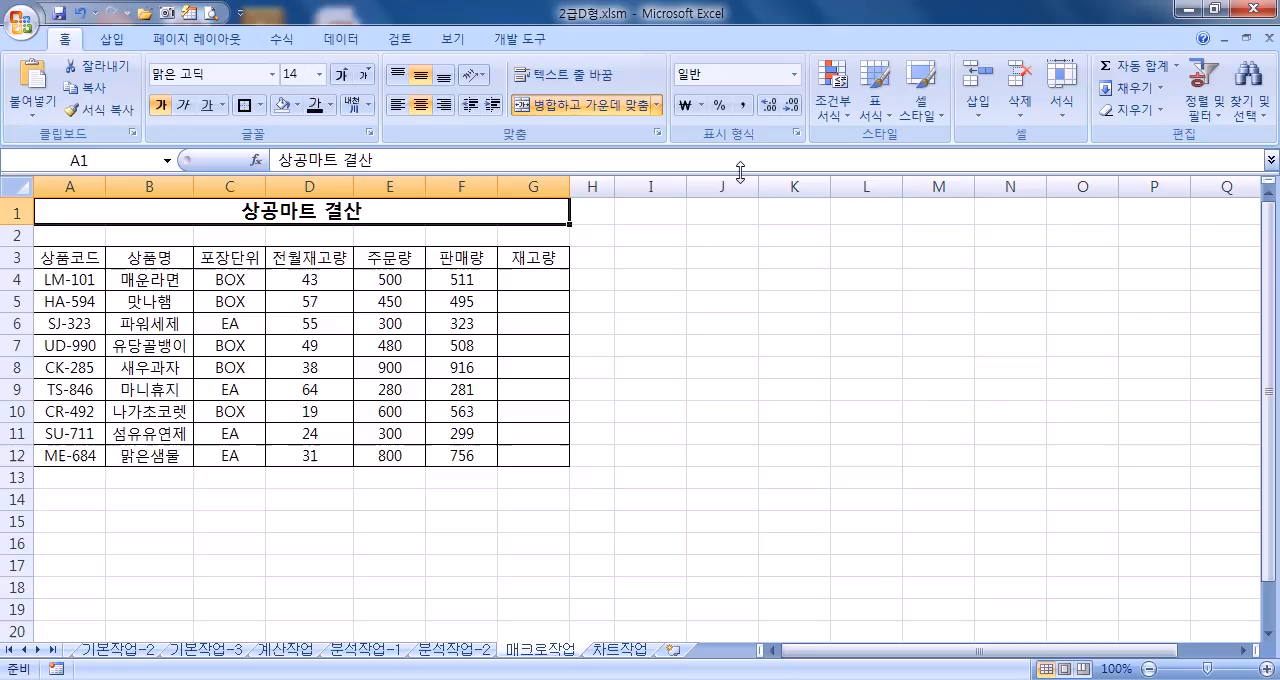 2급D형.xlsm - Microsoft Excel
홈 삽입 페이지 레이아웃 수식 데이터 검토 보기 개발 도구
붙여넣기 잘라내기 복사 서식 복사 클립보드
맑은 고딕 14 가 가 가 가 가 가 내천 글꼴
텍스트 줄 바꿈 병합하고 가운데 맞춤 맞춤
일반 ₩ % , 표시 형식
조건부 서식 표 서식 셀 스타일 스타일
삽입 삭제 서식 셀
Σ 자동 합계 채우기 지우기 정렬 및 필터 찾기 및 선택 편집
A1 fx 상공마트 결산
A B C D E F G H I J K L M N O P Q
1 상공마트 결산
2
3 상품코드 상품명 포장단위 전월재고량 주문량 판매량 재고량
4 LM-101 매운라면 BOX 43 500 511
5 HA-594 맛나햄 BOX 57 450 495
6 SJ-323 파워세제 EA 55 300 323
7 UD-990 유당골뱅이 BOX 49 480 508
8 CK-285 새우과자 BOX 38 900 916
9 TS-846 마니휴지 EA 64 280 281
10 CR-492 나가초코렛 BOX 19 600 563
11 SU-711 섬유유연제 EA 24 300 299
12 ME-684 맑은샘물 EA 31 800 756
13
14
15
16
17
18
19
20
기본작업-2 기본작업-3 계산작업 분석작업-1 분석작업-2 매크로작업 차트작업
준비 100%